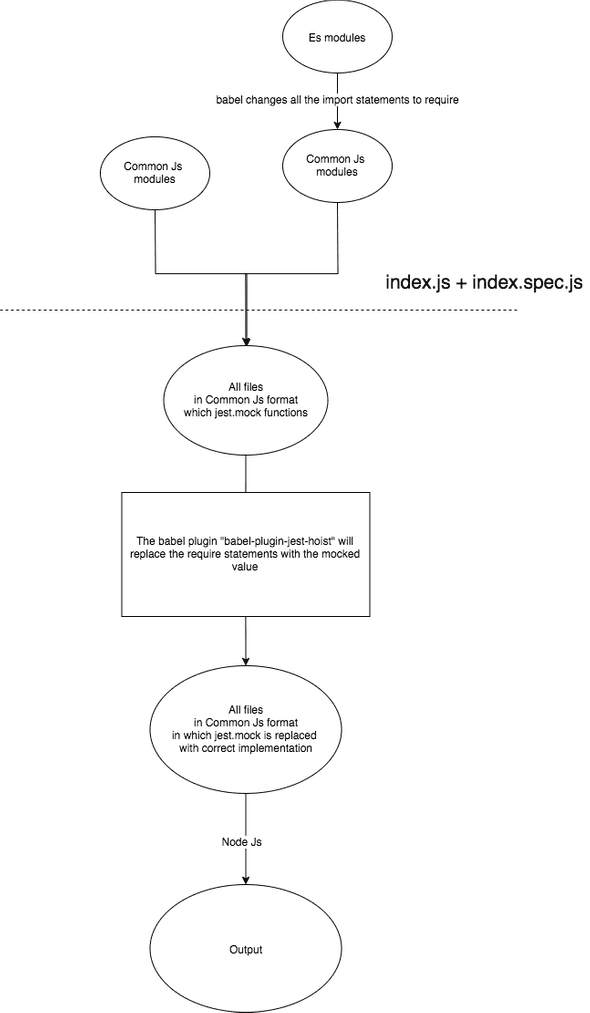 Es modules
babel changes all the import statements to require
Common Js
modules
Common Js
modules
index.js + index.spec.js
All files
in Common Js format
which jest.mock functions
The babel plugin "babel-plugin-jest-hoist" will
replace the require statements with the mocked
value
All files
in Common Js format
in which jest.mock is replaced
with correct implementation
Node Js
Output